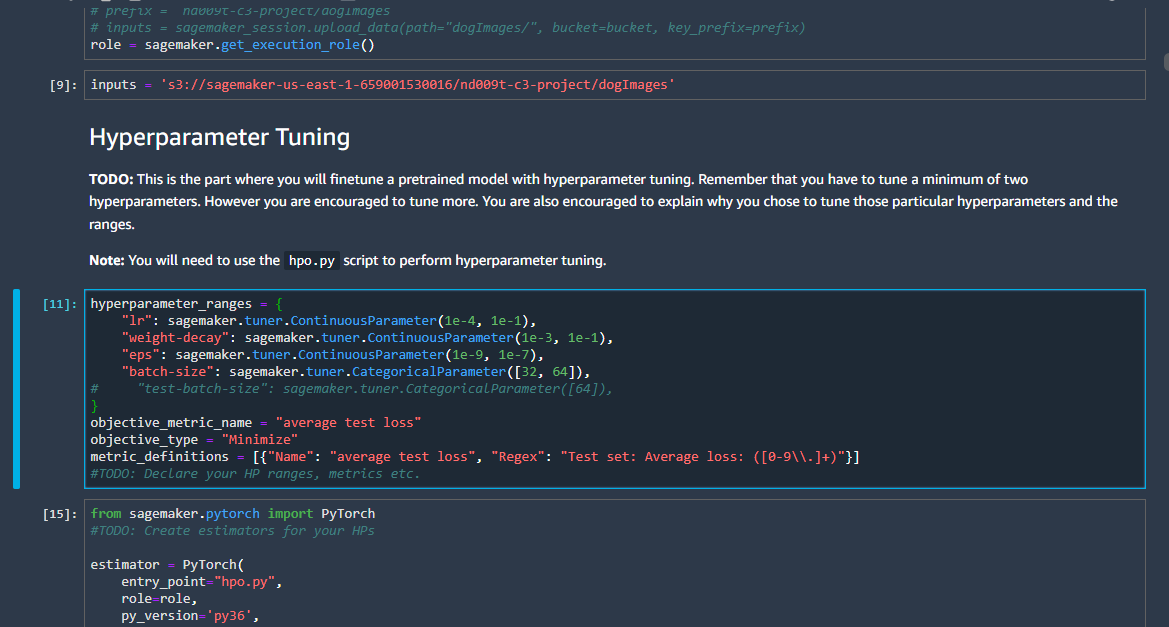 # prefix = nd009t-c3-project/dogImages
# inputs = sagemaker_session.upload_data(path="dogImages/", bucket=bucket, key_prefix=prefix)
role = sagemaker.get_execution_role()
[9]: inputs = 's3://sagemaker-us-east-1-659001530016/nd009t-c3-project/dogImages'
Hyperparameter Tuning
TODO: This is the part where you will finetune a pretrained model with hyperparameter tuning. Remember that you have to tune a minimum of two
hyperparameters. However you are encouraged to tune more. You are also encouraged to explain why you chose to tune those particular hyperparameters and the
ranges.
Note: You will need to use the hpo.py script to perform hyperparameter tuning.
[11]: hyperparameter_ranges = {
    "lr": sagemaker.tuner.ContinuousParameter(1e-4, 1e-1),
    "weight-decay": sagemaker.tuner.ContinuousParameter(1e-3, 1e-1),
    "eps": sagemaker.tuner.ContinuousParameter(1e-9, 1e-7),
    "batch-size": sagemaker.tuner.CategoricalParameter([32, 64]),
#     "test-batch-size": sagemaker.tuner.CategoricalParameter([64]),
}
objective_metric_name = "average test loss"
objective_type = "Minimize"
metric_definitions = [{"Name": "average test loss", "Regex": "Test set: Average loss: ([0-9\\.]+)"}]
#TODO: Declare your HP ranges, metrics etc.
[15]: from sagemaker.pytorch import PyTorch
#TODO: Create estimators for your HPs
estimator = PyTorch(
    entry_point="hpo.py",
    role=role,
    py_version='py36',